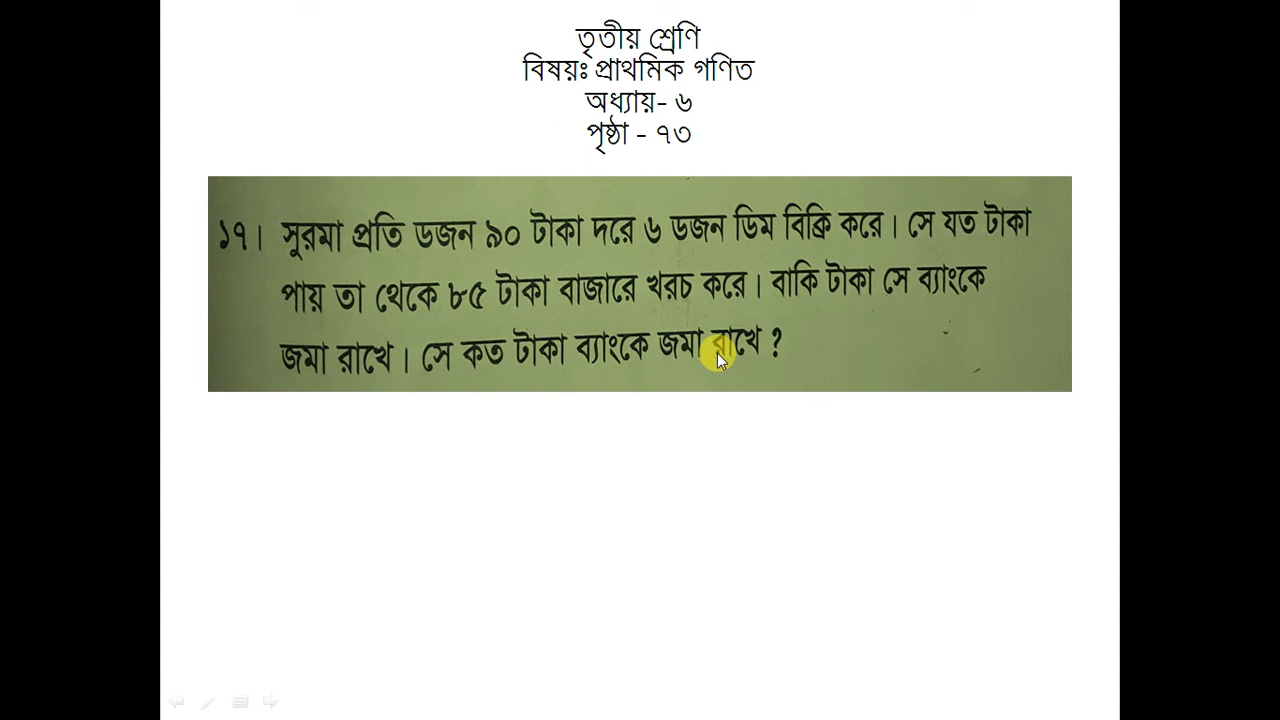 তৃতীয় শ্রেণি
বিষয়ঃ প্রাথমিক গণিত
অধ্যায়- ৬
পৃষ্ঠা - ৭৩
১৭। সুরমা প্রতি ডজন ৯০ টাকা দরে ৬ ডজন ডিম বিক্রি করে। সে যত টাকা
পায় তা থেকে ৮৫ টাকা বাজারে খরচ করে। বাকি টাকা সে ব্যাংকে
জমা রাখে। সে কত টাকা ব্যাংকে জমা রাখে ?